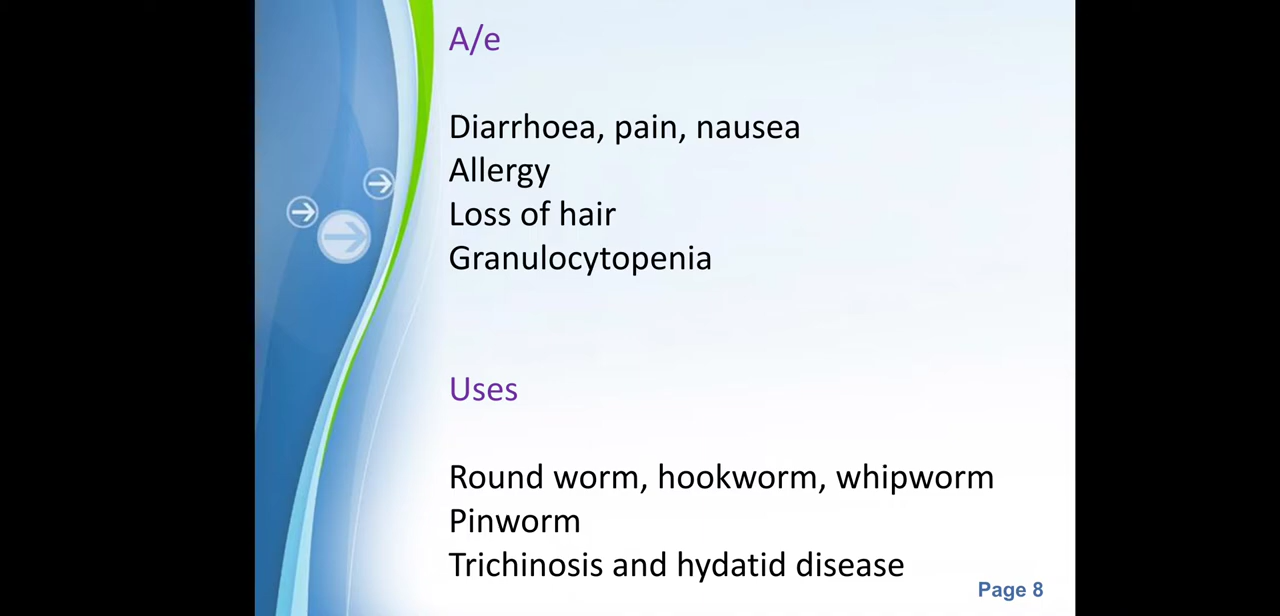 A/e
Diarrhoea, pain, nausea
Allergy
Loss of hair
Granulocytopenia
Uses
Round worm, hookworm, whipworm
Pinworm
Trichinosis and hydatid disease
Page 8